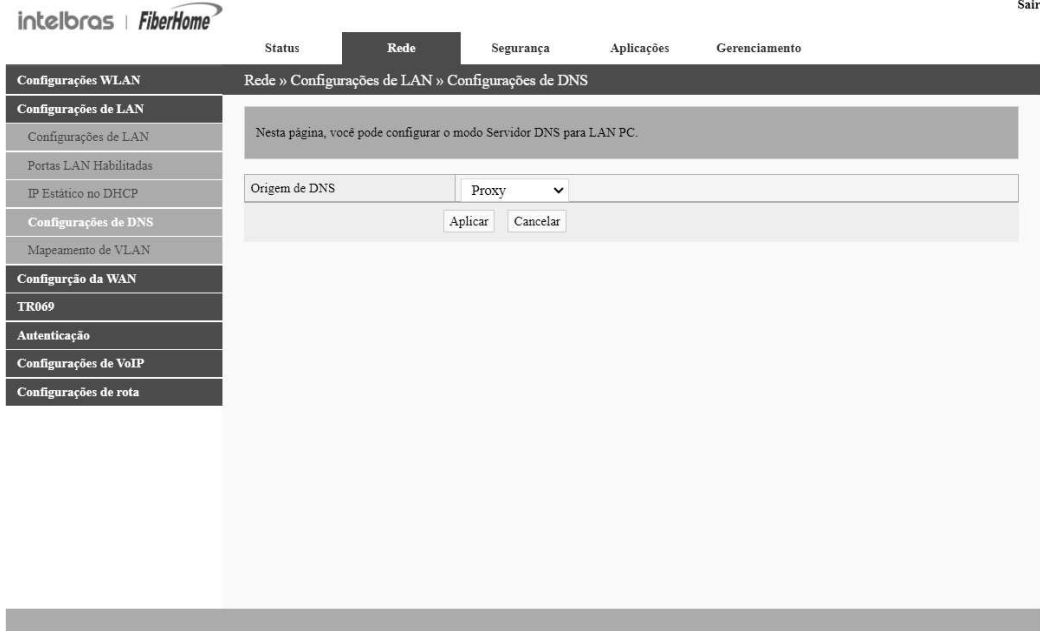 Sair
intelbras | FiberHome
Status Rede Segurança Aplicações Gerenciamento
Configurações WLAN
Rede » Configurações de LAN » Configurações de DNS
Configurações de LAN
Configurações de LAN
Nesta página, você pode configurar o modo Servidor DNS para LAN PC.
Portas LAN Habilitadas
IP Estático no DHCP
Origem de DNS Proxy
Configurações de DNS
Aplicar Cancelar
Mapeamento de VLAN
Configurção da WAN
TR069
Autenticação
Configurações de VoIP
Configurações de rota